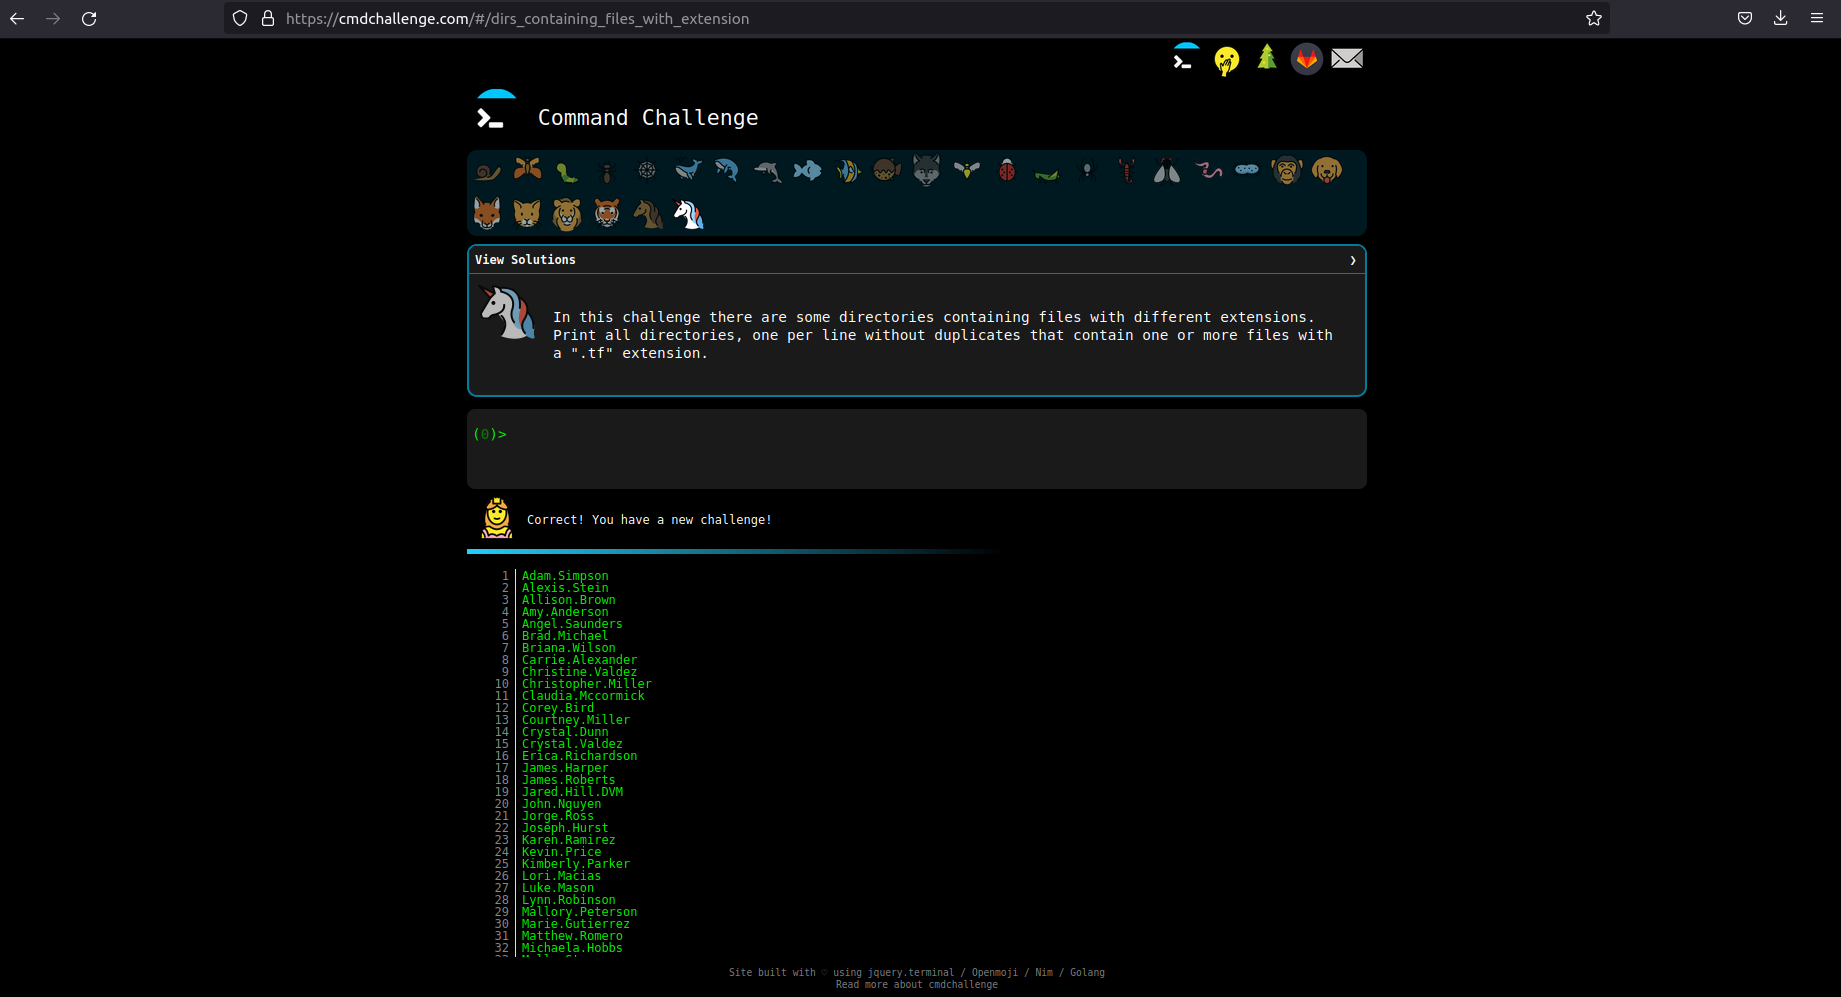 https://cmdchallenge.com/#/dirs_containing_files_with_extension
Command Challenge
View Solutions
In this challenge there are some directories containing files with different extensions.
Print all directories, one per line without duplicates that contain one or more files with
a ".tf" extension.
(0)>
Correct! You have a new challenge!
1 Adam.Simpson
2 Alexis.Stein
3 Allison.Brown
4 Amy.Anderson
5 Angel.Saunders
6 Brad.Michael
7 Briana.Wilson
8 Carrie.Alexander
9 Christine.Valdez
10 Christopher.Miller
11 Claudia.Mccormick
12 Corey.Bird
13 Courtney.Miller
14 Crystal.Dunn
15 Crystal.Valdez
16 Erica.Richardson
17 James.Harper
18 James.Roberts
19 Jared.Hill.DVM
20 John.Nguyen
21 Jorge.Ross
22 Joseph.Hurst
23 Karen.Ramirez
24 Kevin.Price
25 Kimberly.Parker
26 Lori.Macias
27 Luke.Mason
28 Lynn.Robinson
29 Mallory.Peterson
30 Marie.Gutierrez
31 Matthew.Romero
32 Michaela.Hobbs
Site built with ♡ using jquery.terminal / Openmoji / Nim / Golang
Read more about cmdchallenge